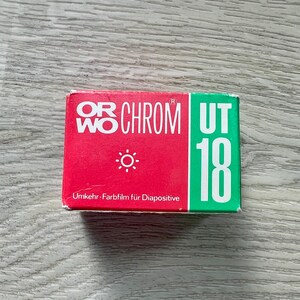 ORWO CHROM®
UT
18
Umkehr-Farbfilm für Diapositive